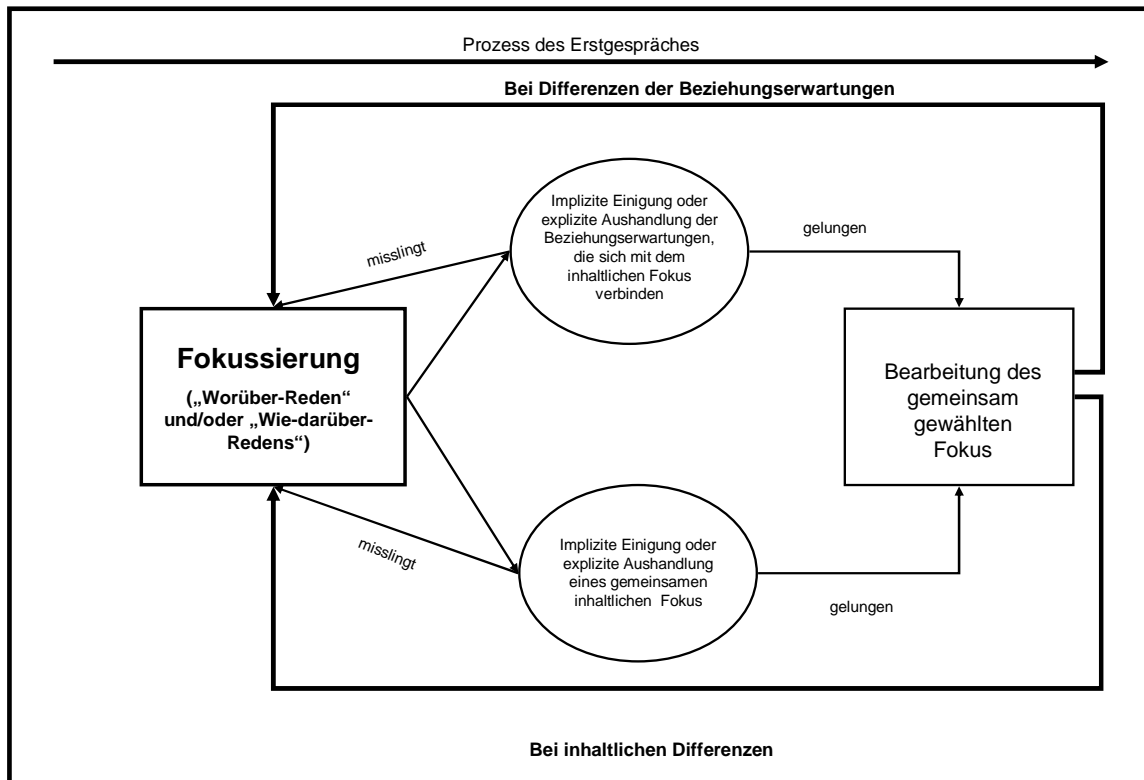 Prozess des Erstgespräches
Bei Differenzen der Beziehungserwartungen
Implizite Einigung oder
explizite Aushandlung der
Beziehungserwartungen,
die sich mit dem
inhaltlichen Fokus
verbinden
misslingt
gelungen
Fokussierung
(„Worüber-Reden“
und/oder „Wie-darüber-
Redens“)
Bearbeitung des
gemeinsam
gewählten
Fokus
misslingt
Implizite Einigung oder
explizite Aushandlung
eines gemeinsamen
inhaltlichen Fokus
gelungen
Bei inhaltlichen Differenzen